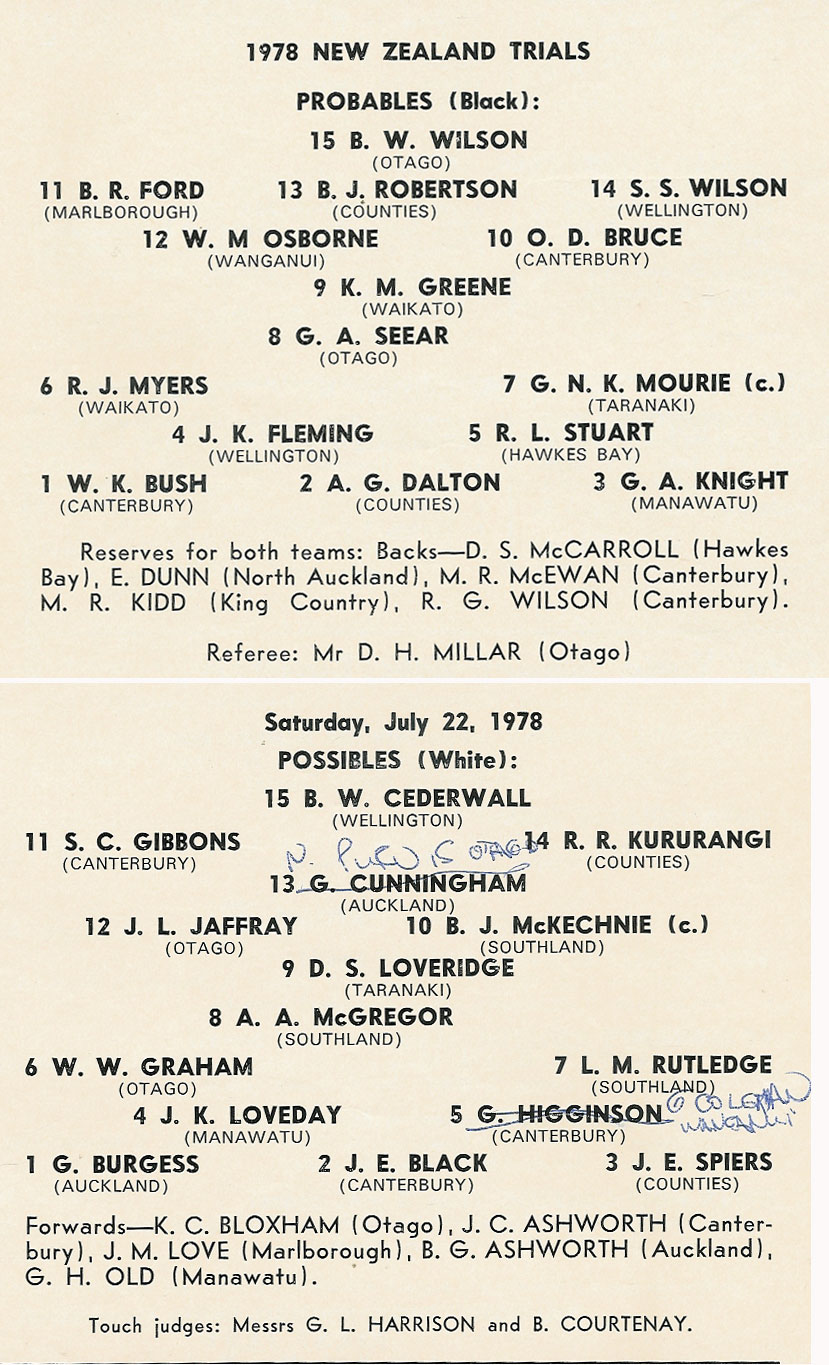 1978 NEW ZEALAND TRIALS
PROBABLES (Black):
15 B. W. WILSON
(OTAGO)
11 B. R. FORD 13 B. J. ROBERTSON 14 S. S. WILSON
(MARLBOROUGH) (COUNTIES) (WELLINGTON)
12 W. M OSBORNE 10 O. D. BRUCE
(WANGANUI) (CANTERBURY)
9 K. M. GREENE
(WAIKATO)
8 G. A. SEEAR
(OTAGO)
6 R. J. MYERS 7 G. N. K. MOURIE (c.)
(WAIKATO) (TARANAKI)
4 J. K. FLEMING 5 R. L. STUART
(WELLINGTON) (HAWKES BAY)
1 W. K. BUSH 2 A. G. DALTON 3 G. A. KNIGHT
(CANTERBURY) (COUNTIES) (MANAWATU)
Reserves for both teams: Backs—D. S. McCARROLL (Hawkes
Bay), E. DUNN (North Auckland), M. R. McEWAN (Canterbury),
M. R. KIDD (King Country), R. G. WILSON (Canterbury).
Referee: Mr D. H. MILLAR (Otago)
Saturday, July 22, 1978
POSSIBLES (White):
15 B. W. CEDERWALL
(WELLINGTON)
11 S. C. GIBBONS 14 R. R. KURURANGI
(CANTERBURY) (COUNTIES)
N. OTAGO
13 G. CUNNINGHAM
(AUCKLAND)
12 J. L. JAFFRAY 10 B. J. McKECHNIE (c.)
(OTAGO) (SOUTHLAND)
9 D. S. LOVERIDGE
(TARANAKI)
8 A. A. McGREGOR
(SOUTHLAND)
6 W. W. GRAHAM 7 L. M. RUTLEDGE
(OTAGO) (SOUTHLAND)
4 J. K. LOVEDAY 5 G. HIGGINSON COLEMAN
(MANAWATU) (CANTERBURY) WANGANUI
1 G. BURGESS 2 J. E. BLACK 3 J. E. SPIERS
(AUCKLAND) (CANTERBURY) (COUNTIES)
Forwards—K. C. BLOXHAM (Otago), J. C. ASHWORTH (Canter-
bury), J. M. LOVE (Marlborough), B. G. ASHWORTH (Auckland),
G. H. OLD (Manawatu).
Touch judges: Messrs G. L. HARRISON and B. COURTENAY.